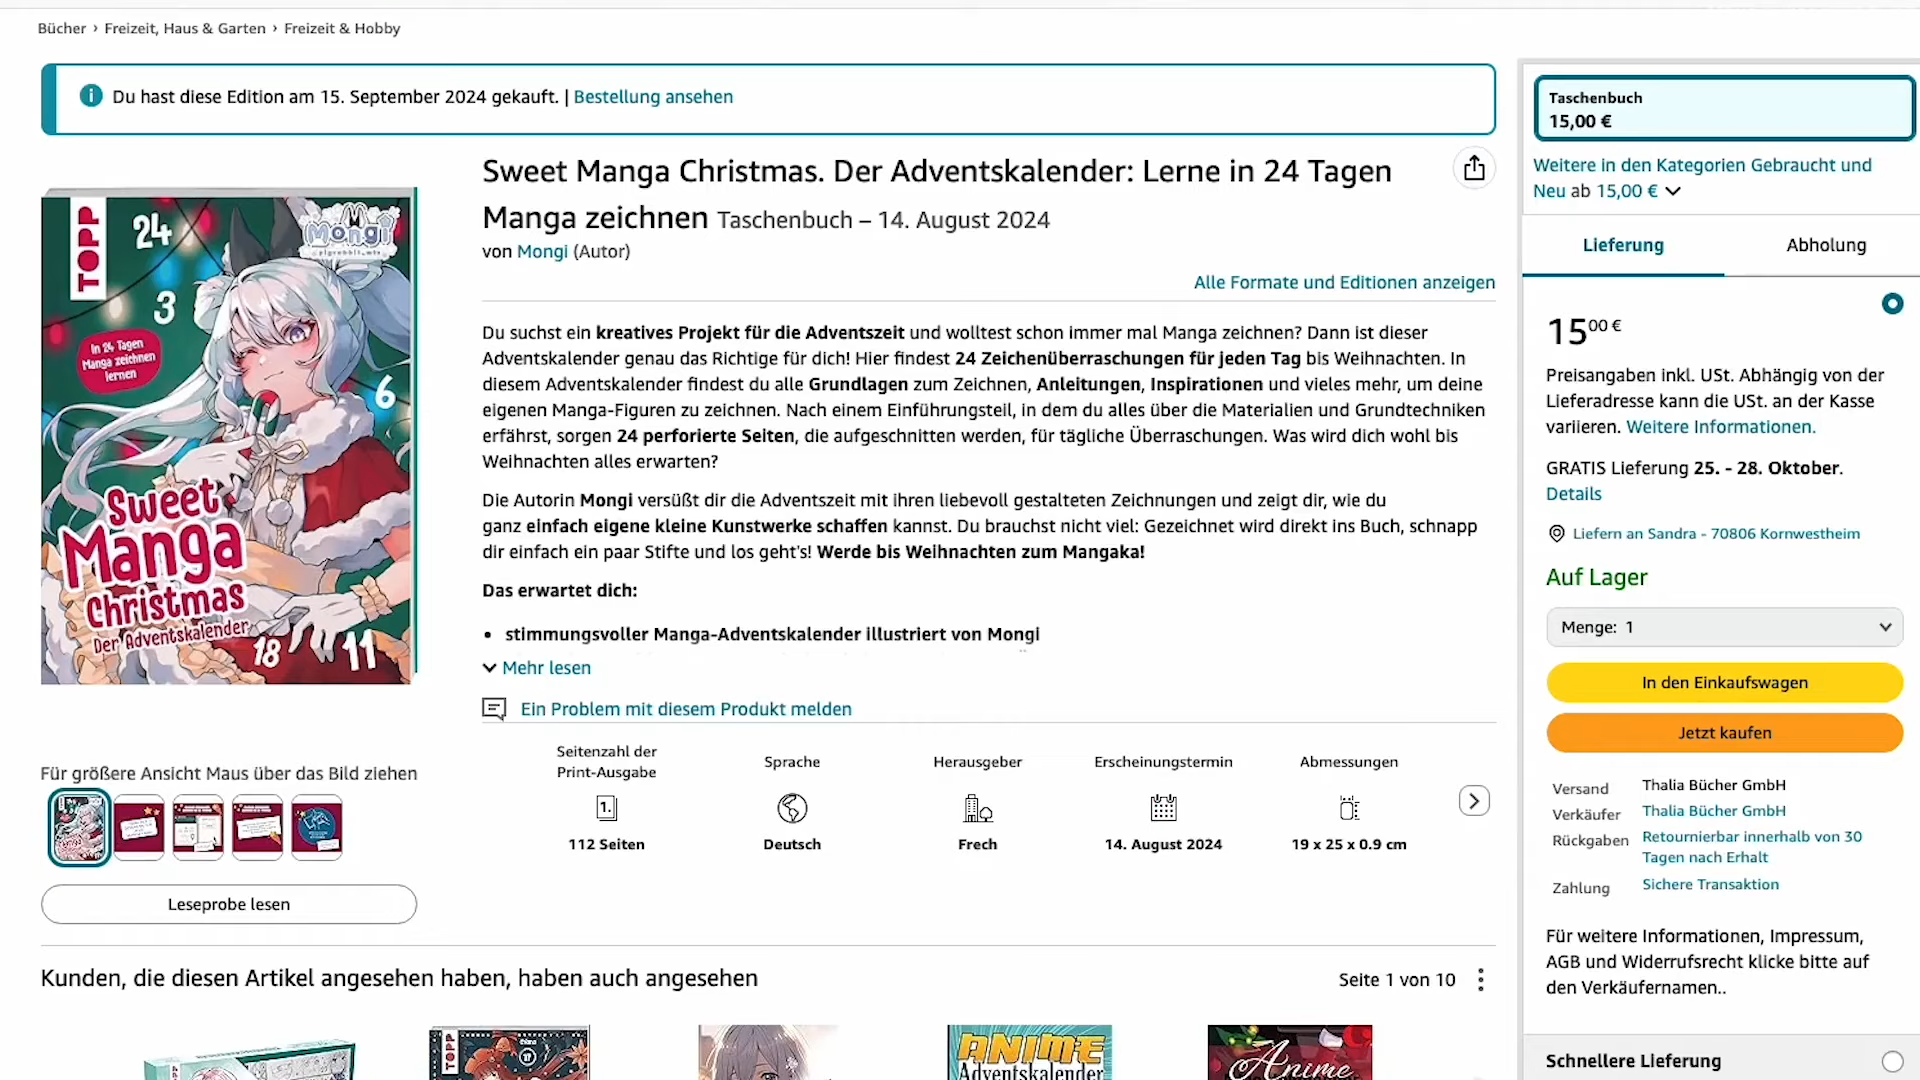 Bücher › Freizeit, Haus & Garten › Freizeit & Hobby
Du hast diese Edition am 15. September 2024 gekauft. | Bestellung ansehen
TOPP
24
Mongi
3
In 24 Tagen
Manga zeichnen
lernen
6
Sweet
Manga
Christmas
Der Adventskalender
18
11
Für größere Ansicht Maus über das Bild ziehen
Leseprobe lesen
Sweet Manga Christmas. Der Adventskalender: Lerne in 24 Tagen
Manga zeichnen Taschenbuch – 14. August 2024
von Mongi (Autor)
Alle Formate und Editionen anzeigen
Du suchst ein kreatives Projekt für die Adventszeit und wolltest schon immer mal Manga zeichnen? Dann ist dieser
Adventskalender genau das Richtige für dich! Hier findest 24 Zeichenüberraschungen für jeden Tag bis Weihnachten. In
diesem Adventskalender findest du alle Grundlagen zum Zeichnen, Anleitungen, Inspirationen und vieles mehr, um deine
eigenen Manga-Figuren zu zeichnen. Nach einem Einführungsteil, in dem du alles über die Materialien und Grundtechniken
erfährst, sorgen 24 perforierte Seiten, die aufgeschnitten werden, für tägliche Überraschungen. Was wird dich wohl bis
Weihnachten alles erwarten?
Die Autorin Mongi versüßt dir die Adventszeit mit ihren liebevoll gestalteten Zeichnungen und zeigt dir, wie du
ganz einfach eigene kleine Kunstwerke schaffen kannst. Du brauchst nicht viel: Gezeichnet wird direkt ins Buch, schnapp
dir einfach ein paar Stifte und los geht's! Werde bis Weihnachten zum Mangaka!
Das erwartet dich:
• stimmungsvoller Manga-Adventskalender illustriert von Mongi
Mehr lesen
Ein Problem mit diesem Produkt melden
Seitenzahl der
Print-Ausgabe
1.
112 Seiten
Sprache
Deutsch
Herausgeber
Frech
Erscheinungstermin
14. August 2024
Abmessungen
19 x 25 x 0.9 cm
Taschenbuch
15,00 €
Weitere in den Kategorien Gebraucht und
Neu ab 15,00 €
Lieferung
Abholung
15 00 €
Preisangaben inkl. USt. Abhängig von der
Lieferadresse kann die USt. an der Kasse
variieren. Weitere Informationen.
GRATIS Lieferung 25. - 28. Oktober.
Details
Liefern an Sandra - 70806 Kornwestheim
Auf Lager
Menge: 1
In den Einkaufswagen
Jetzt kaufen
Versand Thalia Bücher GmbH
Verkäufer Thalia Bücher GmbH
Rückgaben Retournierbar innerhalb von 30
Tagen nach Erhalt
Zahlung Sichere Transaktion
Für weitere Informationen, Impressum,
AGB und Widerrufsrecht klicke bitte auf
den Verkäufernamen..
Schnellere Lieferung
Kunden, die diesen Artikel angesehen haben, haben auch angesehen
Seite 1 von 10
TOPP
17
ANIME
Adventskalender
Anime